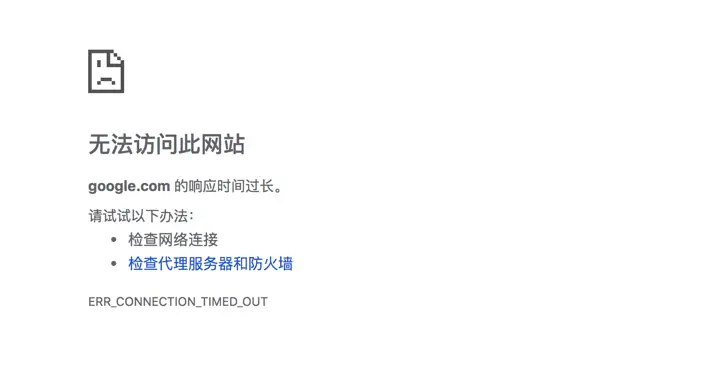 无法访问此网站
google.com 的响应时间过长。
请试试以下办法：
• 检查网络连接
• 检查代理服务器和防火墙
ERR_CONNECTION_TIMED_OUT